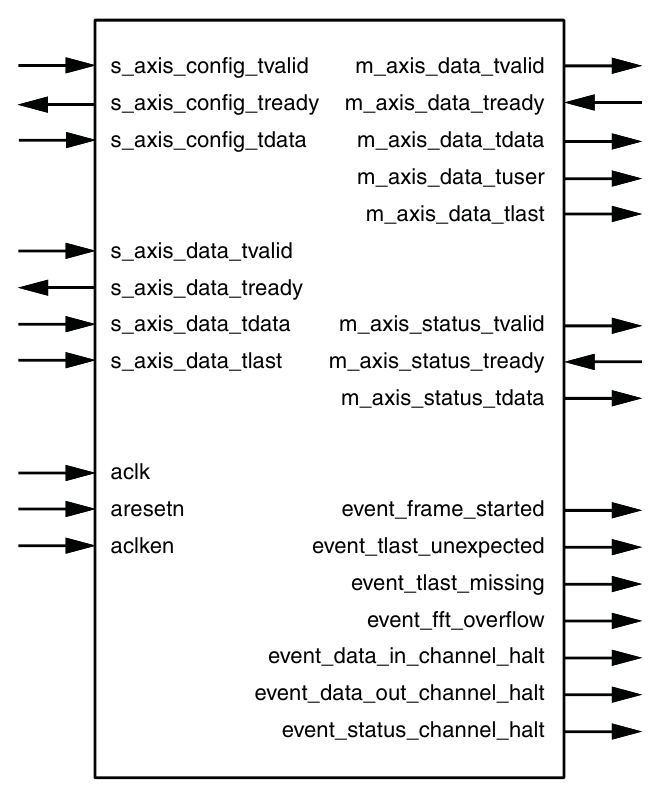 s_axis_config_tvalid
s_axis_config_tready
s_axis_config_tdata
s_axis_data_tvalid
s_axis_data_tready
s_axis_data_tdata
s_axis_data_tlast
aclk
aresetn
aclken
m_axis_data_tvalid
m_axis_data_tready
m_axis_data_tdata
m_axis_data_tuser
m_axis_data_tlast
m_axis_status_tvalid
m_axis_status_tready
m_axis_status_tdata
event_frame_started
event_tlast_unexpected
event_tlast_missing
event_fft_overflow
event_data_in_channel_halt
event_data_out_channel_halt
event_status_channel_halt